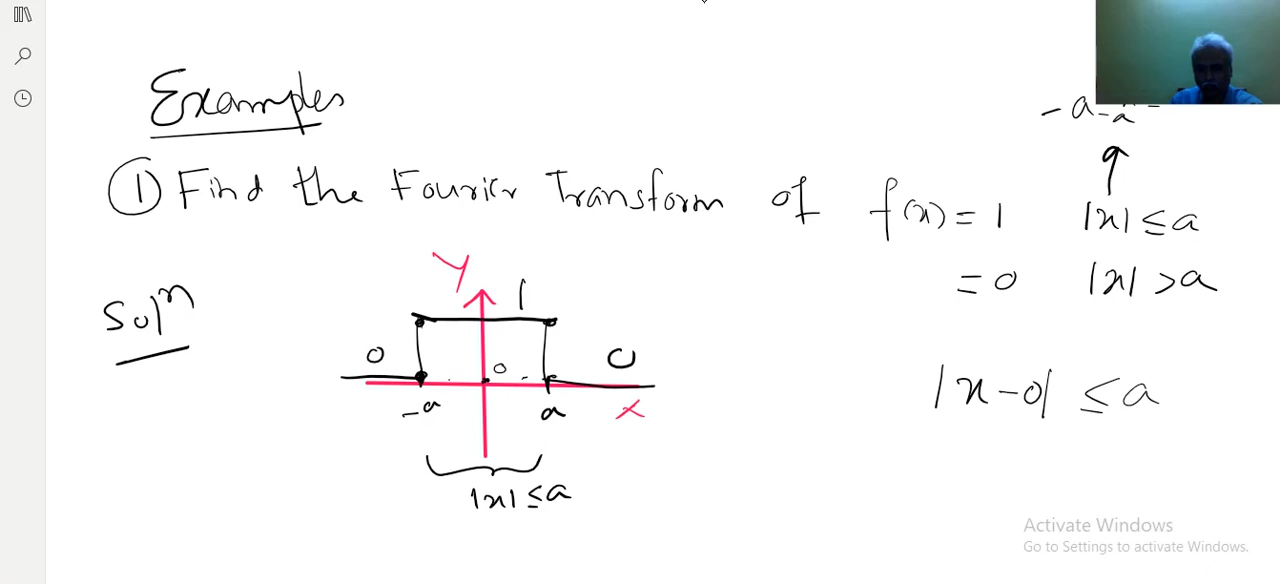 Examples
① Find the Fourier Transform of f(x) = 1 |x| ≤ a
= 0 |x| > a
Soln
Y
1
0
0
0
-a
a
X
|x| ≤ a
|x-0| ≤ a
Activate Windows
Go to Settings to activate Windows.